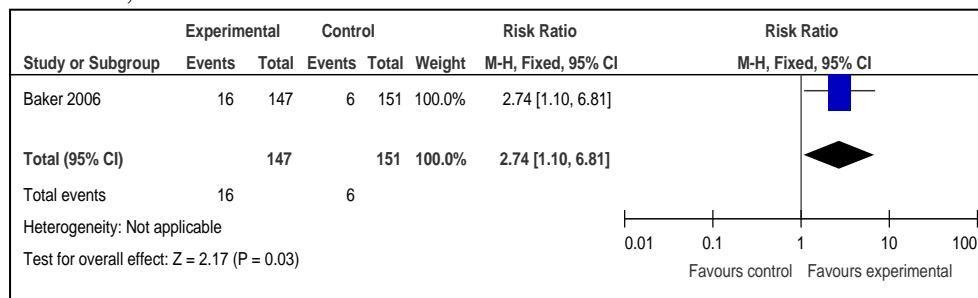 Experimental Control Risk Ratio Risk Ratio
Study or Subgroup Events Total Events Total Weight M-H, Fixed, 95% CI M-H, Fixed, 95% CI
Baker 2006 16 147 6 151 100.0% 2.74 [1.10, 6.81]
Total (95% CI) 147 151 100.0% 2.74 [1.10, 6.81]
Total events 16 6
Heterogeneity: Not applicable
Test for overall effect: Z = 2.17 (P = 0.03)
0.01 0.1 1 10 100
Favours control Favours experimental